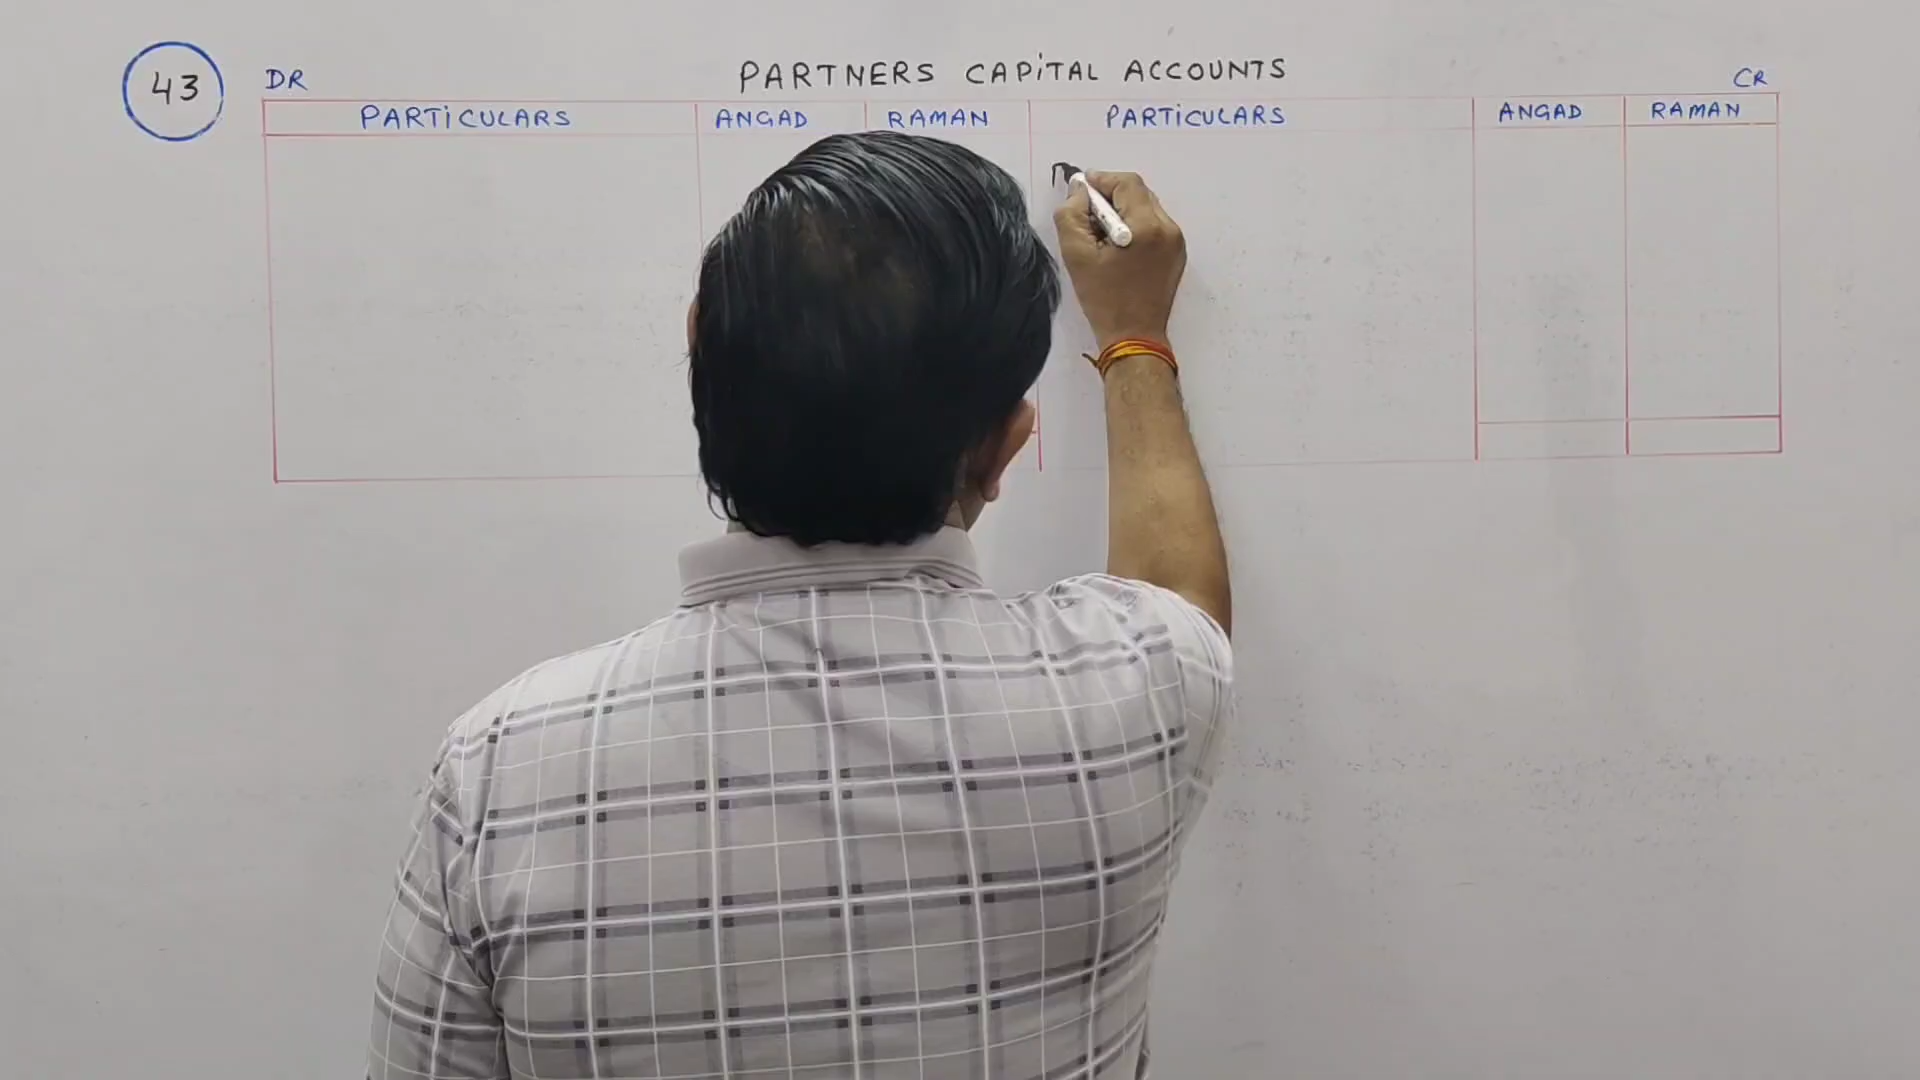 43
DR
PARTNERS CAPITAL ACCOUNTS
CR
PARTICULARS ANGAD RAMAN PARTICULARS ANGAD RAMAN